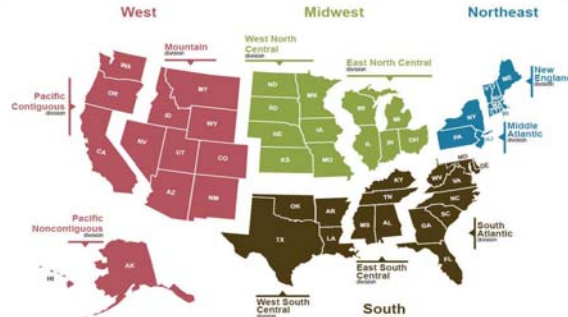 West
Midwest
Northeast
Mountain
division
West North
Central
division
East North Central
division
New
England
division
Pacific
Contiguous
division
Middle
Atlantic
division
WA
OR
CA
NV
ID
MT
WY
UT
CO
AZ
NM
ND
SD
NE
KS
MN
IA
MO
WI
MI
IL
IN
OH
ME
NY
PA
NJ
MD
DE
WV
VA
KY
TN
NC
SC
GA
FL
OK
TX
AR
LA
MS
AL
Pacific
Noncontiguous
division
AK
HI
South
Atlantic
division
East South
Central
division
West South
Central
division
South